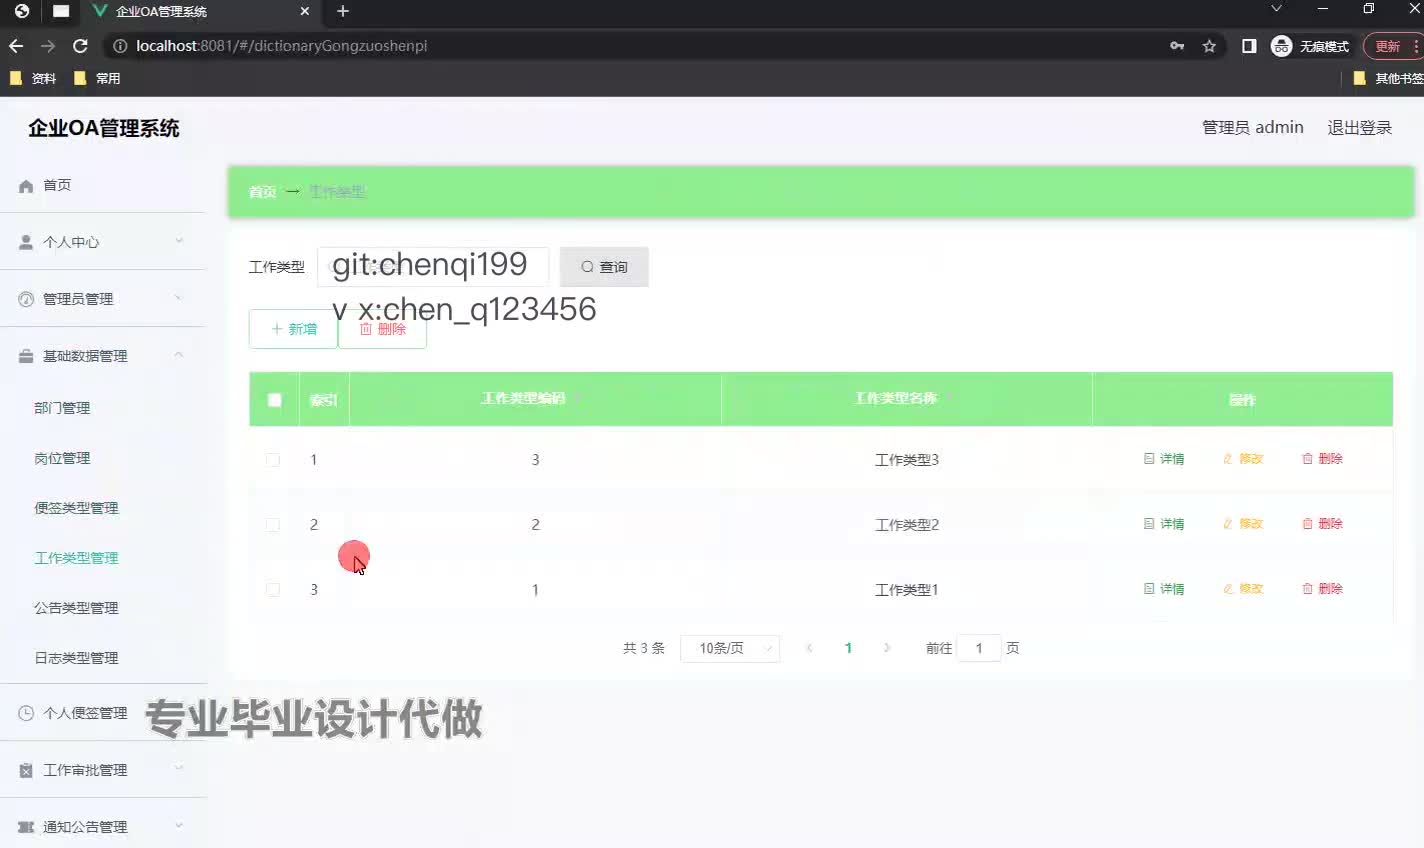 企业OA管理系统
localhost:8081/#/dictionaryGongzuoshenpi
无痕模式
更新
资料
常用
其他书签
企业OA管理系统
管理员 admin
退出登录
首页
个人中心
管理员管理
基础数据管理
部门管理
岗位管理
便签类型管理
工作类型管理
公告类型管理
日志类型管理
个人便签管理
工作审批管理
通知公告管理
首页 → 工作类型
工作类型
git:chenqi199
查询
v x:chen_q123456
新增
删除
索引 工作类型编码 工作类型名称 操作
1 3 工作类型3 详情 修改 删除
2 2 工作类型2 详情 修改 删除
3 1 工作类型1 详情 修改 删除
共 3 条 10条/页 1 前往 1 页
专业毕业设计代做